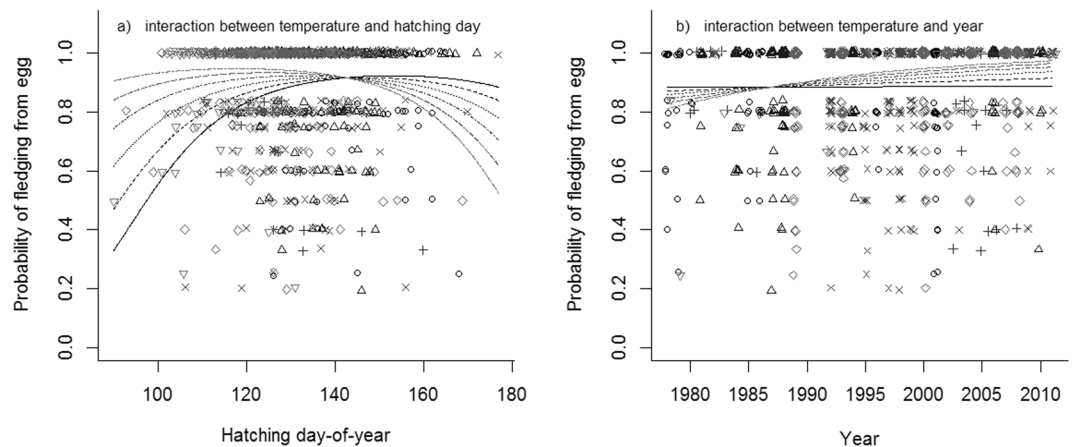 a) interaction between temperature and hatching day
Probability of fledging from egg
1.0
0.8
0.6
0.4
0.2
0.0
100 120 140 160 180
Hatching day-of-year
b) interaction between temperature and year
Probability of fledging from egg
1.0
0.8
0.6
0.4
0.2
0.0
1980 1985 1990 1995 2000 2005 2010
Year